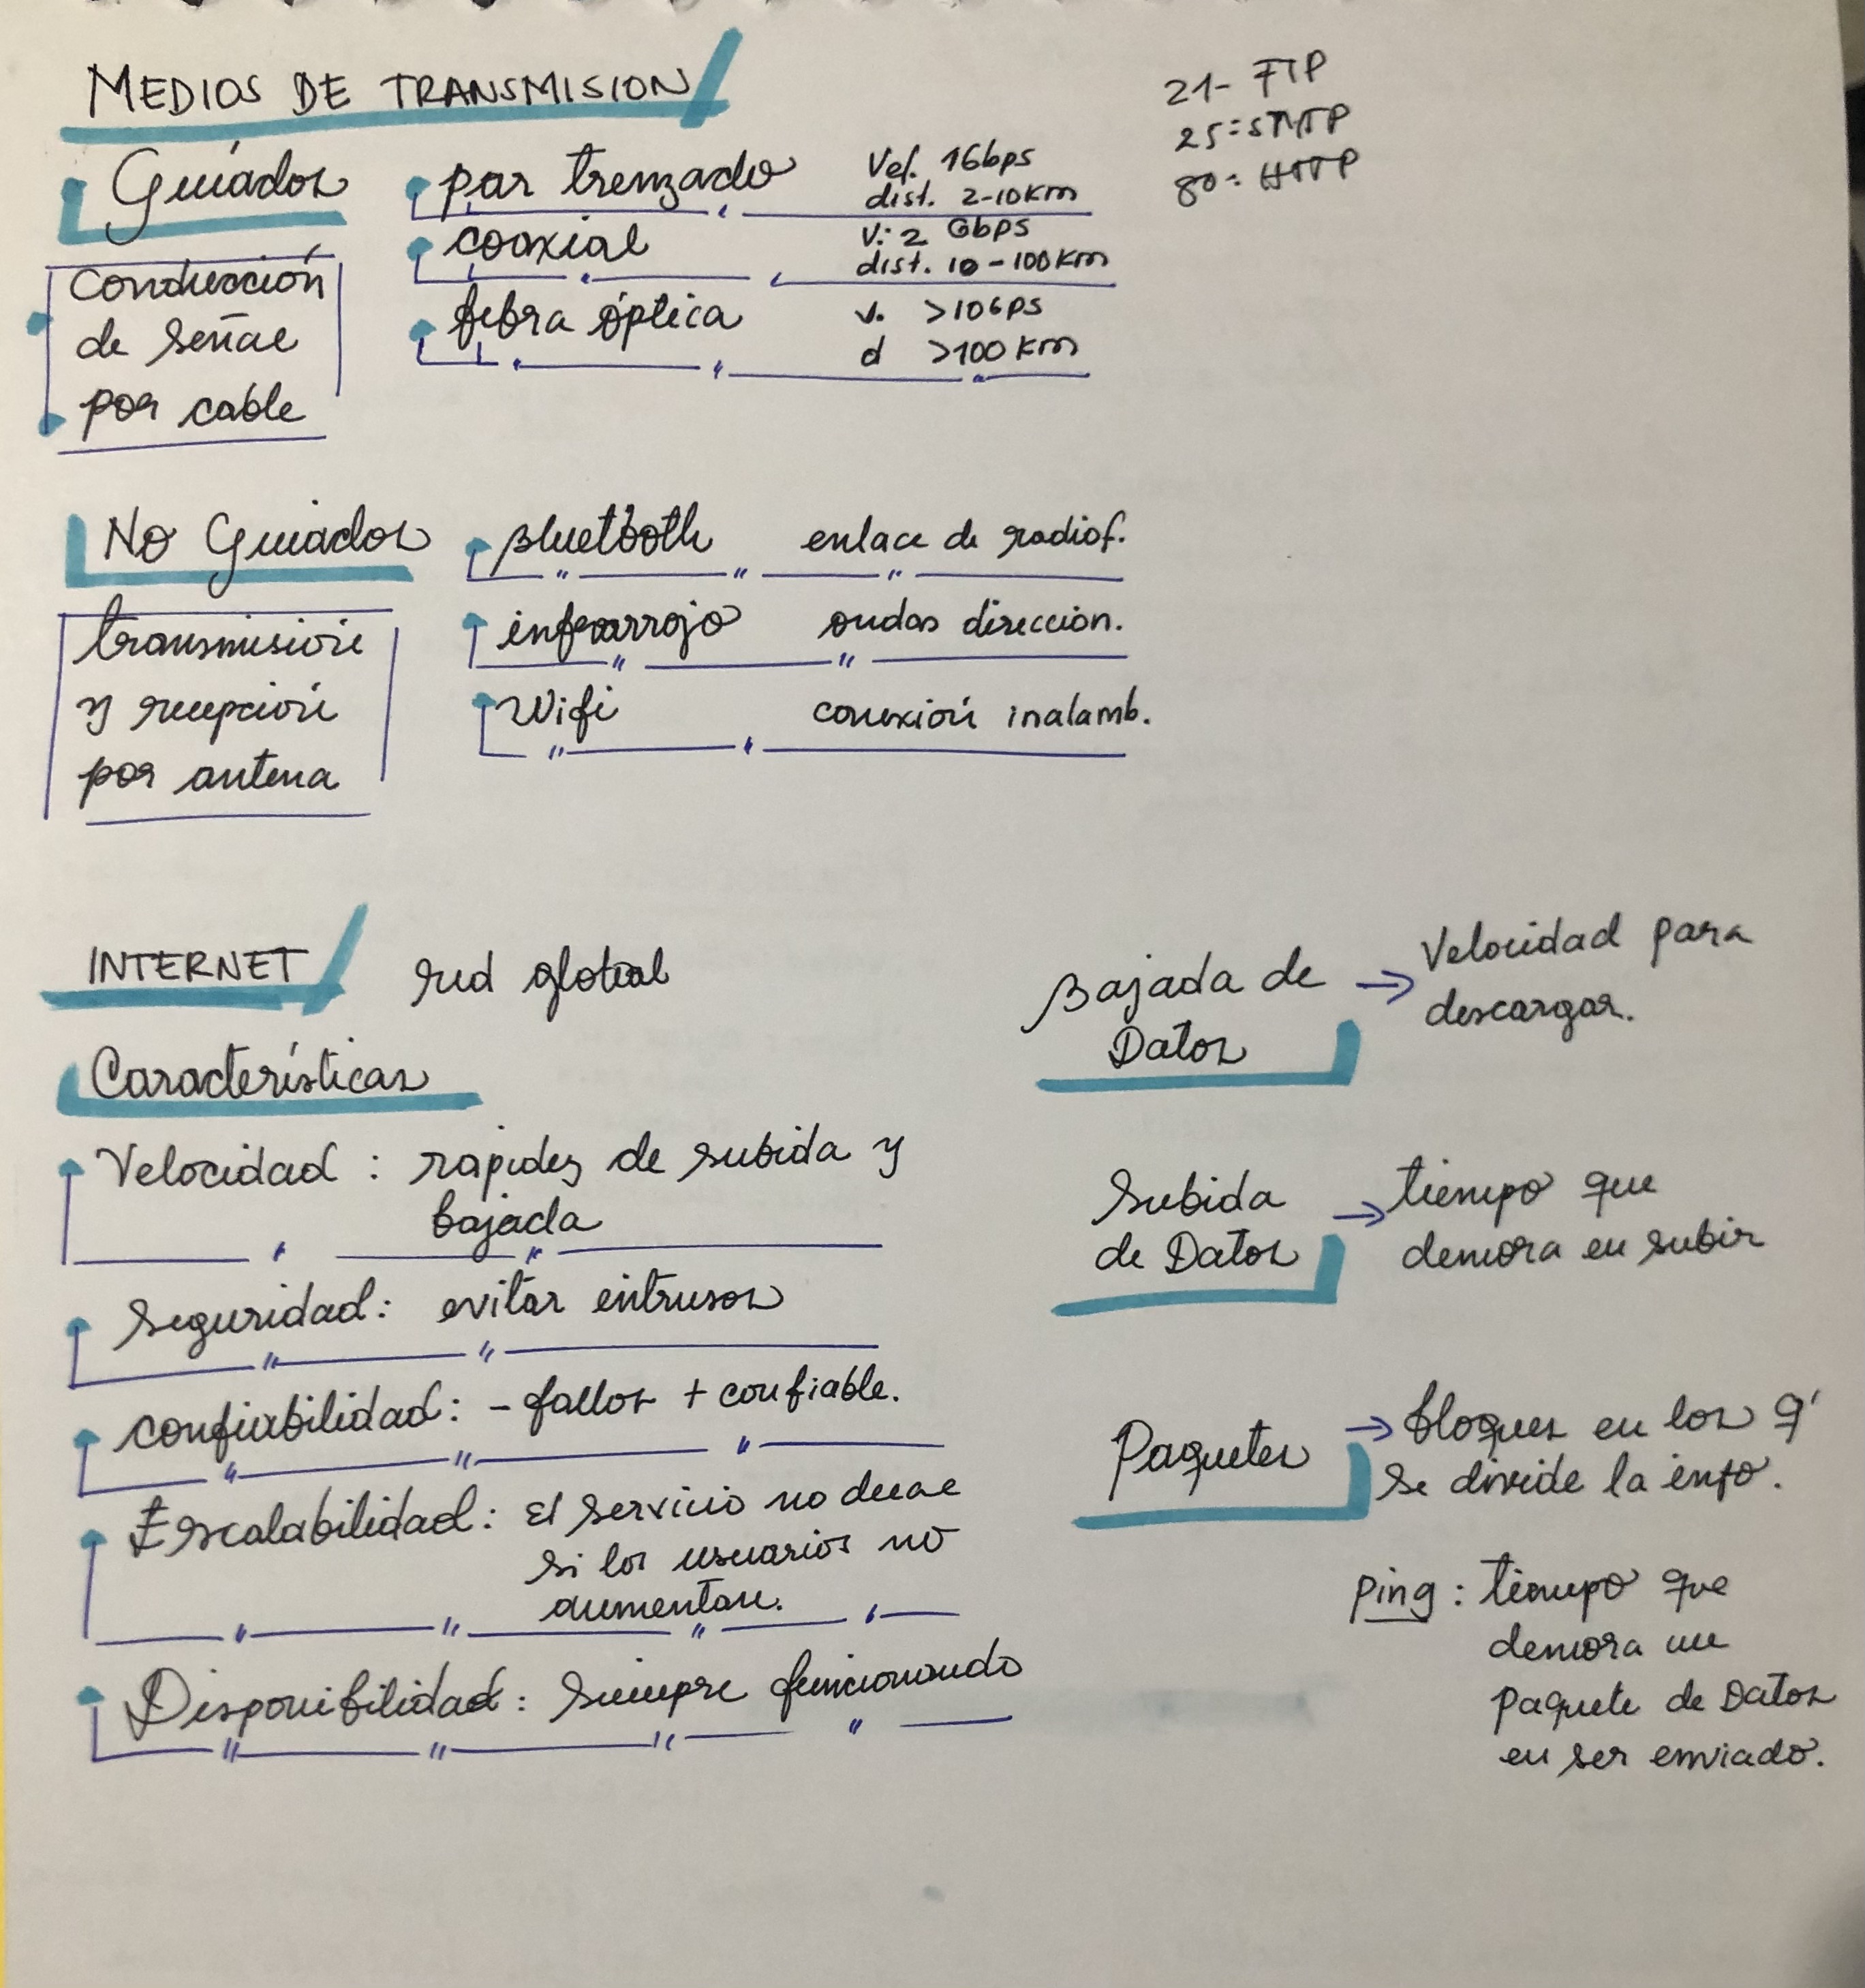 MEDIOS DE TRANSMISION
21- FTP
25=SMTP
80= HTTP
Guiados
Conducción
de Señal
por cable
par trenzado
Vel. 1Gbps
dist. 2-10Km
coaxial
V: 2 Gbps
dist. 10-100Km
fibra óptica
v. >10Gps
d >100 Km
No Guiados
transmisión
y recepción
por antena
Bluetooth enlace de radiof.
infrarrojo ondas direccion.
Wifi conexión inalamb.
INTERNET red global
Características
Velocidad: rapidez de subida y
bajada
Seguridad: evitar intrusos
Confiabilidad: - fallos + confiable.
Escalabilidad: El servicio no decae
si los usuarios no
aumentan.
Disponibilidad: Siempre funcionando
Bajada de
Datos
→ Velocidad para
descargar.
Subida
de Datos
→ tiempo que
demora en subir
Paquetes
→ bloques en los q'
se divide la info.
Ping: tiempo que
demora un
paquete de Datos
en ser enviado.